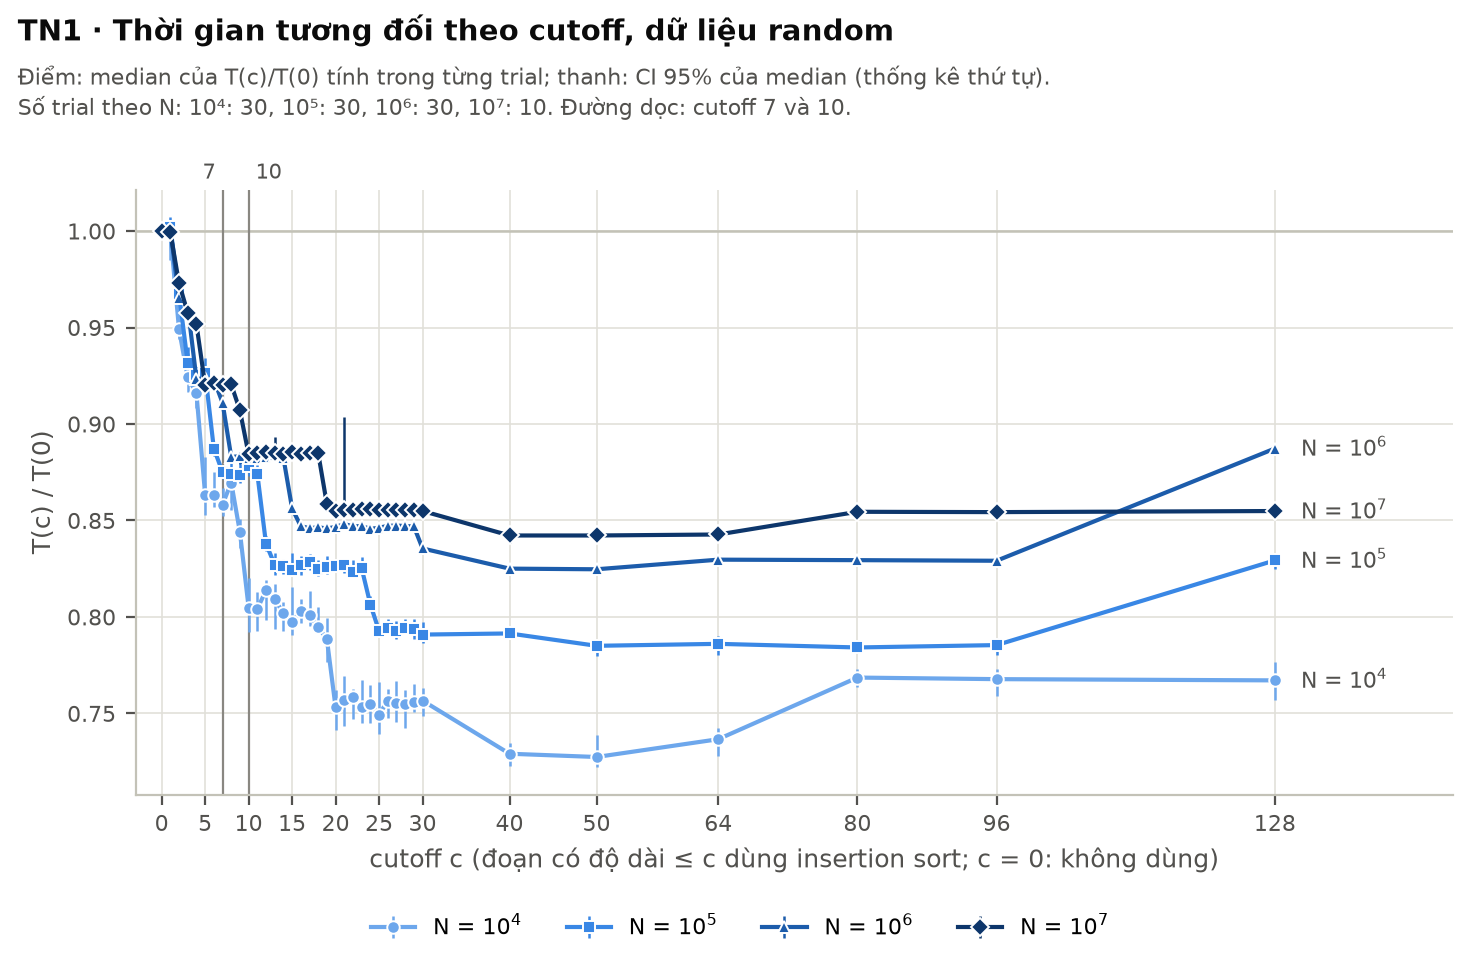 TN1 · Thời gian tương đối theo cutoff, dữ liệu random
Điểm: median của T(c)/T(0) tính trong từng trial; thanh: CI 95% của median (thống kê thứ tự).
Số trial theo N: 10⁴: 30, 10⁵: 30, 10⁶: 30, 10⁷: 10. Đường dọc: cutoff 7 và 10.
7 10
1.00
0.95
0.90
0.85
0.80
0.75
T(c) / T(0)
N = 10⁶
N = 10⁷
N = 10⁵
N = 10⁴
0 5 10 15 20 25 30 40 50 64 80 96 128
cutoff c (đoạn có độ dài ≤ c dùng insertion sort; c = 0: không dùng)
N = 10⁴ N = 10⁵ N = 10⁶ N = 10⁷